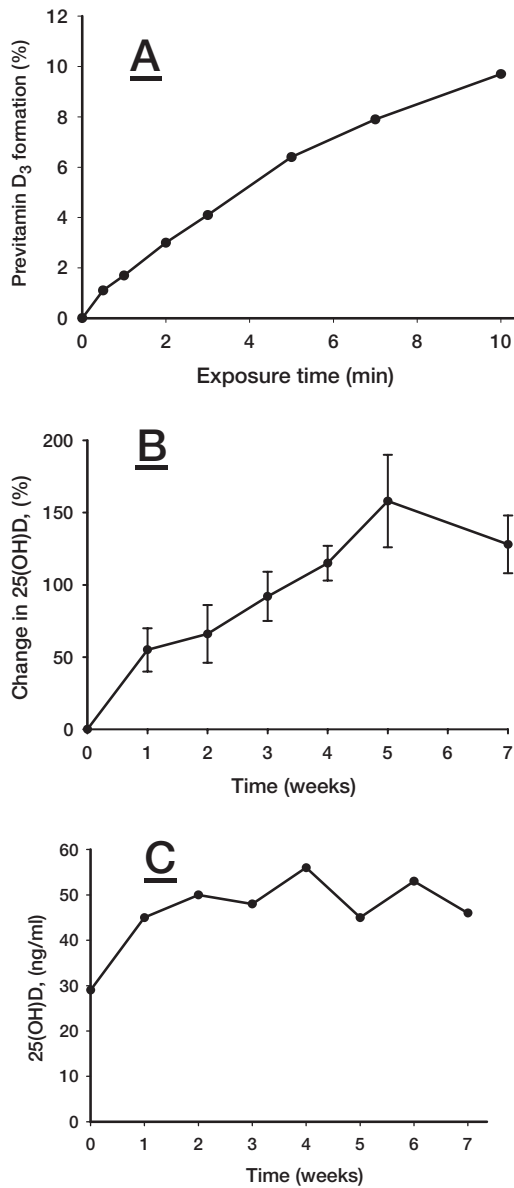 A
Previtamin D3 formation (%)
12
10
8
6
4
2
0
0 2 4 6 8 10
Exposure time (min)
B
Change in 25(OH)D, (%)
200
150
100
50
0
0 1 2 3 4 5 6 7
Time (weeks)
C
25(OH)D, (ng/ml)
60
50
40
30
20
10
0
0 1 2 3 4 5 6 7
Time (weeks)